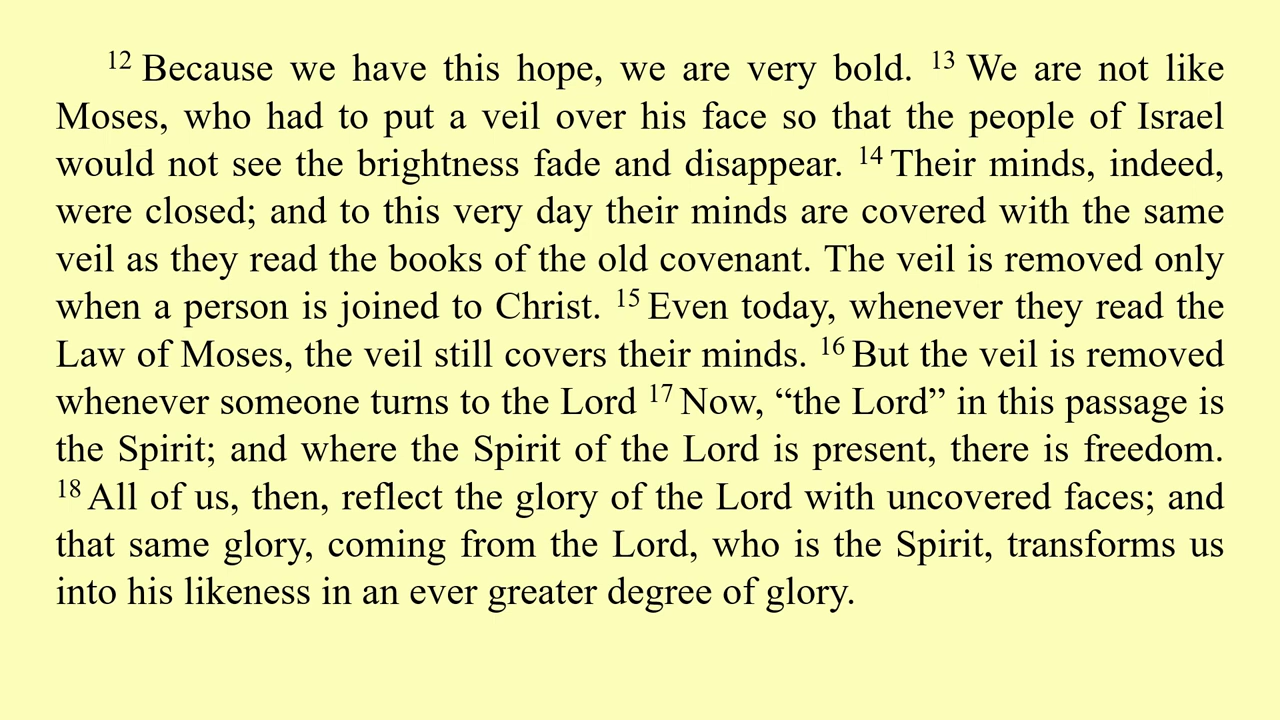 12 Because we have this hope, we are very bold. 13 We are not like
Moses, who had to put a veil over his face so that the people of Israel
would not see the brightness fade and disappear. 14 Their minds, indeed,
were closed; and to this very day their minds are covered with the same
veil as they read the books of the old covenant. The veil is removed only
when a person is joined to Christ. 15 Even today, whenever they read the
Law of Moses, the veil still covers their minds. 16 But the veil is removed
whenever someone turns to the Lord 17 Now, “the Lord” in this passage is
the Spirit; and where the Spirit of the Lord is present, there is freedom.
18 All of us, then, reflect the glory of the Lord with uncovered faces; and
that same glory, coming from the Lord, who is the Spirit, transforms us
into his likeness in an ever greater degree of glory.